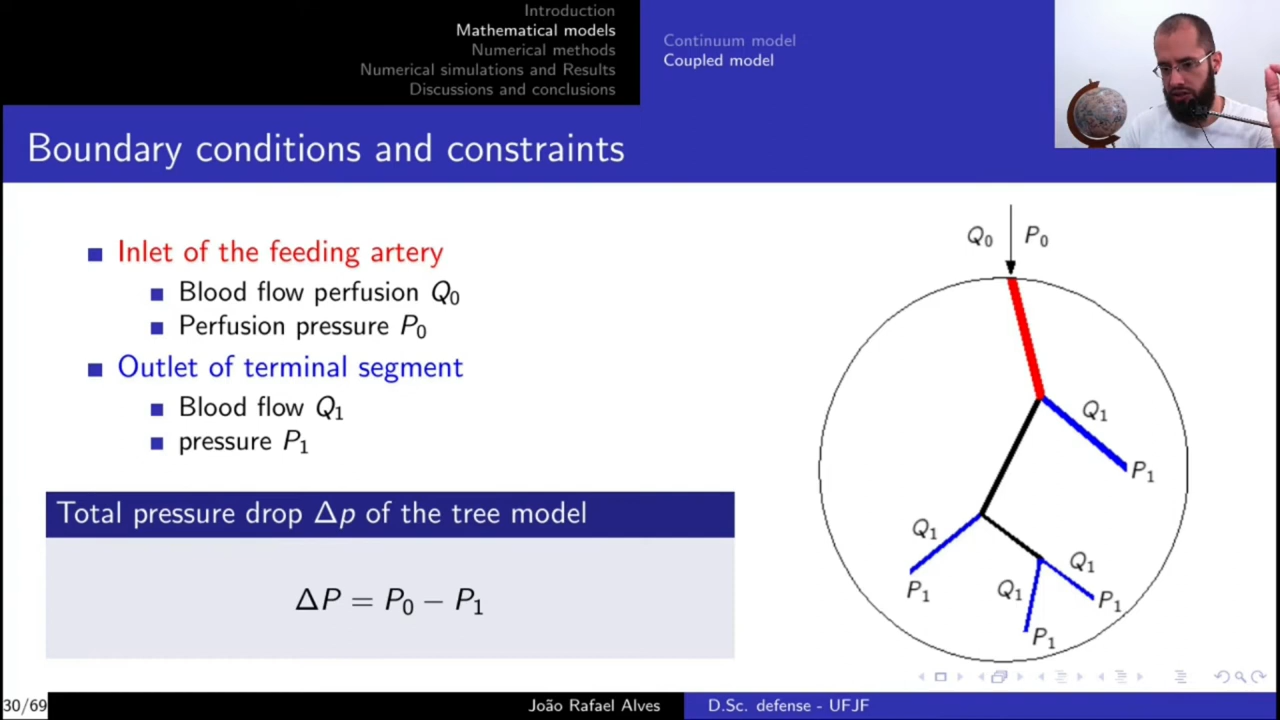 Introduction
Mathematical models
Numerical methods
Numerical simulations and Results
Discussions and conclusions
Continuum model
Coupled model
Boundary conditions and constraints
Inlet of the feeding artery
Blood flow perfusion Q₀
Perfusion pressure P₀
Outlet of terminal segment
Blood flow Q₁
pressure P₁
Total pressure drop Δp of the tree model
ΔP = P₀ − P₁
Q₀ P₀
Q₁
P₁
Q₁
P₁
Q₁
P₁
Q₁
P₁
30/69
João Rafael Alves
D.Sc. defense - UFJF